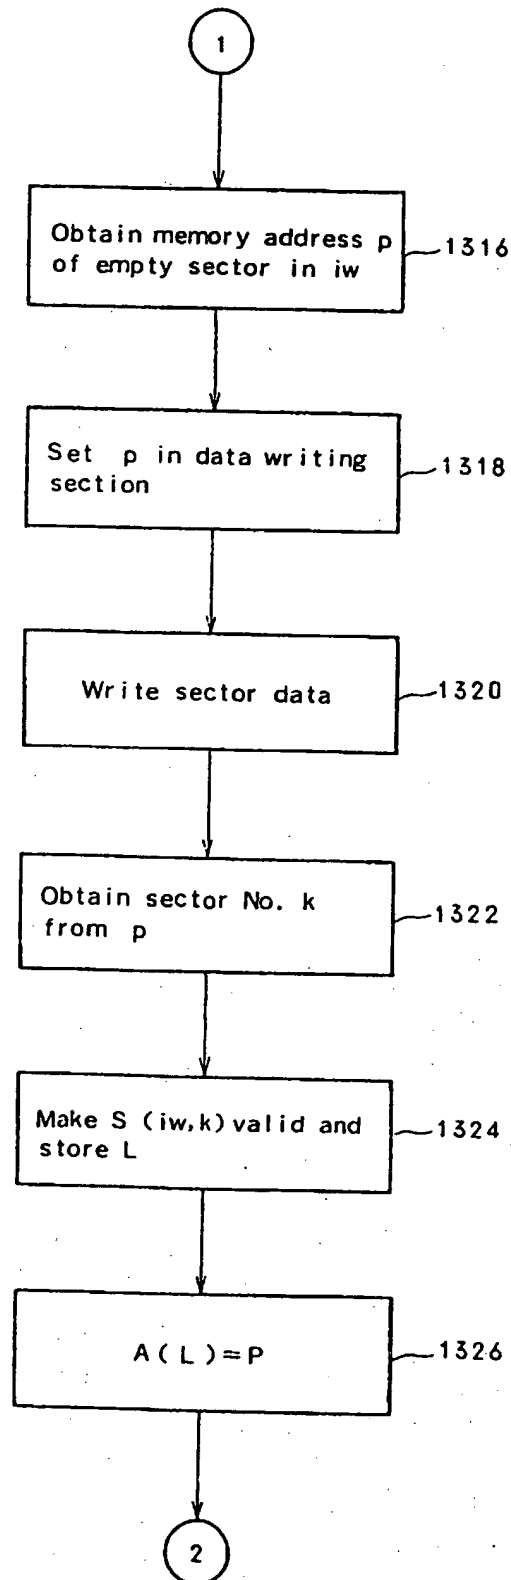 1
Obtain memory address p
of empty sector in iw
1316
Set p in data writing
section
1318
Write sector data
1320
Obtain sector No. k
from p
1322
Make S (iw,k) valid and
store L
1324
A(L)=P
1326
2